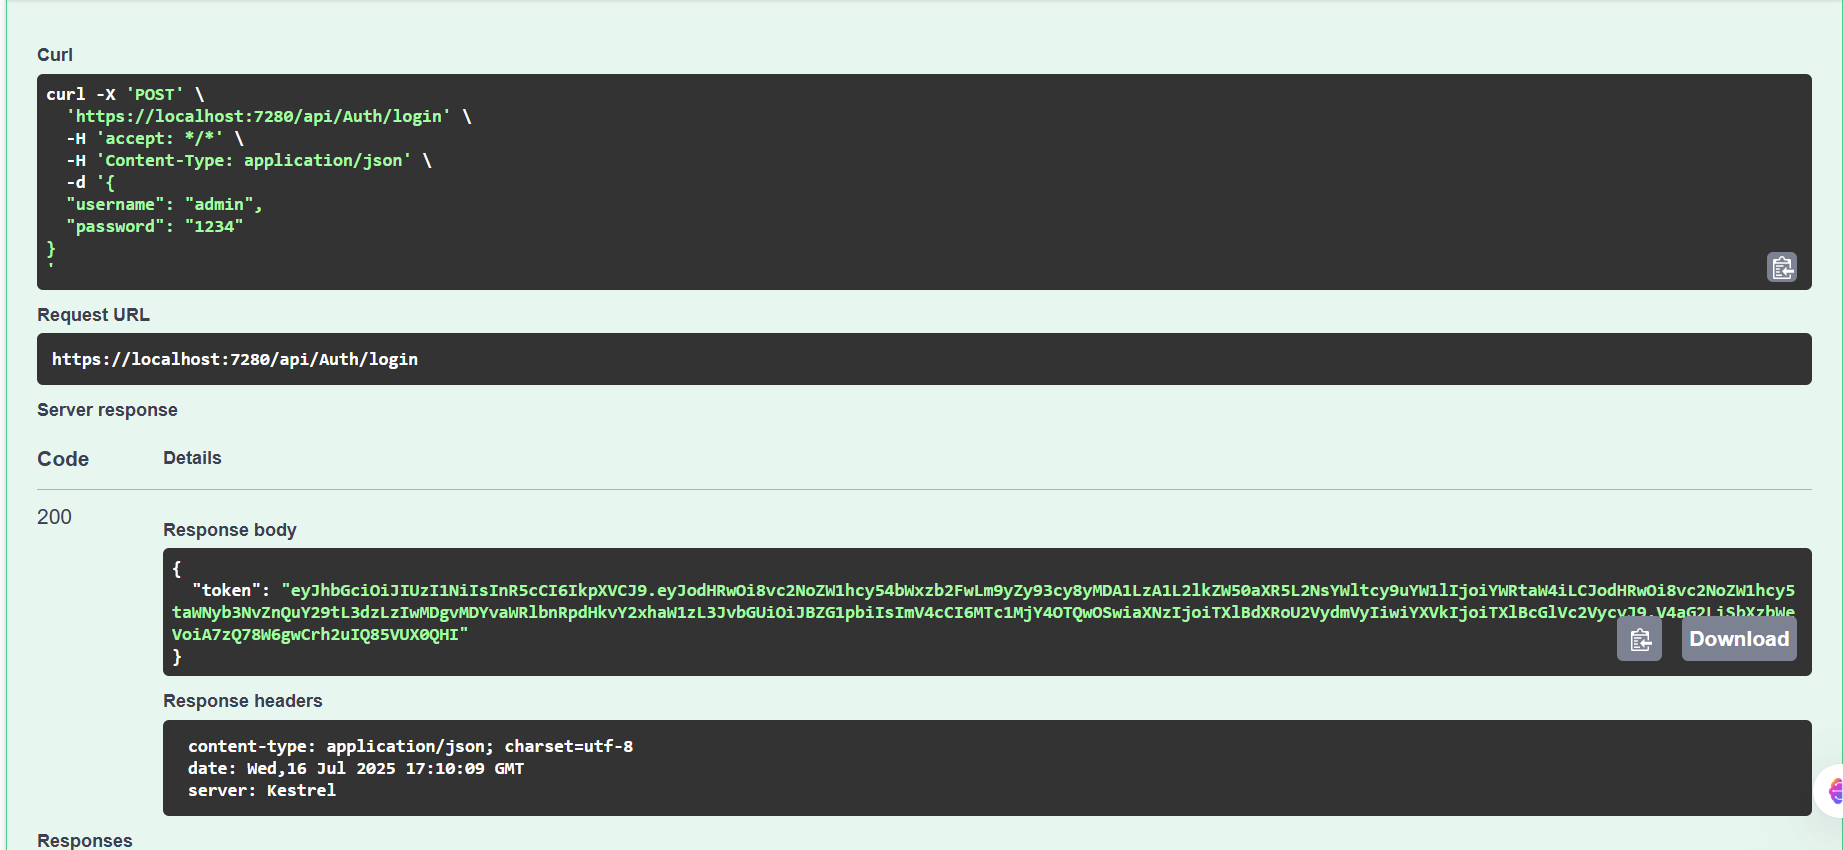 Curl
curl -X 'POST' \
'https://localhost:7280/api/Auth/login' \
-H 'accept: */*' \
-H 'Content-Type: application/json' \
-d '{
"username": "admin",
"password": "1234"
}
'
Request URL
https://localhost:7280/api/Auth/login
Server response
Code Details
200
Response body
{
"token": "eyJhbGciOiJIUzI1NiIsInR5cCI6IkpXVCJ9.eyJodHRwOi8vc2NoZW1hcy54bWxzb2FwLm9yZy93cy8yMDA1LzA1L2lkZW50aXR5L2NsYWltcy9uYW1lIjoiYWRtaW4iLCJodHRwOi8vc2NoZW1hcy5
taWNyb3NvZnQuY29tL3dzLzIwMDgvMDYvaWRlbnRpdHkvY2xhaW1zL3JvbGUiOiJBZG1pbiIsImV4cCI6MTc1MjY4OTQwOSwiaXNzIjoiTXlBdXRoU2VydmVyIiwiYXVkIjoiTXlBcGlVc2VycyJ9.V4aG2LiSbXzbWe
VoiA7zQ78W6gwCrh2uIQ85VUX0QHI"
}
Download
Response headers
content-type: application/json; charset=utf-8
date: Wed,16 Jul 2025 17:10:09 GMT
server: Kestrel
Responses